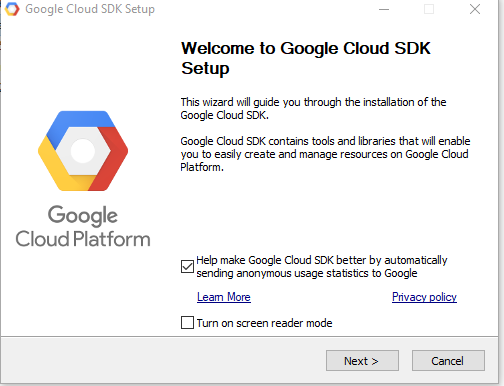 Google Cloud SDK Setup
Welcome to Google Cloud SDK
Setup
This wizard will guide you through the installation of the
Google Cloud SDK.
Google Cloud SDK contains tools and libraries that will enable
you to easily create and manage resources on Google Cloud
Platform.
Google
Cloud Platform
Help make Google Cloud SDK better by automatically
sending anonymous usage statistics to Google
Learn More Privacy policy
Turn on screen reader mode
Next > Cancel